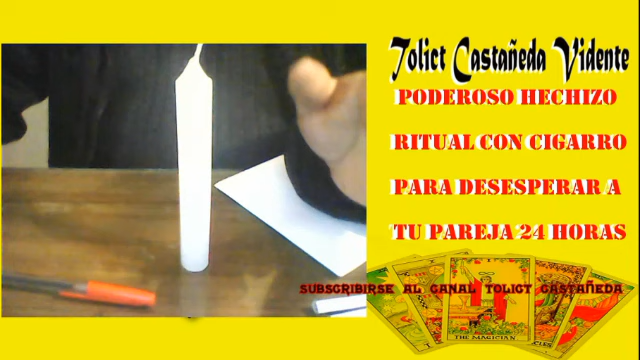 Tolict Castañeda Vidente
PODEROSO HECHIZO
RITUAL CON CIGARRO
PARA DESESPERAR A
TU PAREJA 24 HORAS
SUBSCRIBIRSE AL CANAL TOLICT CASTAÑEDA
THE MAGICIAN
CLES